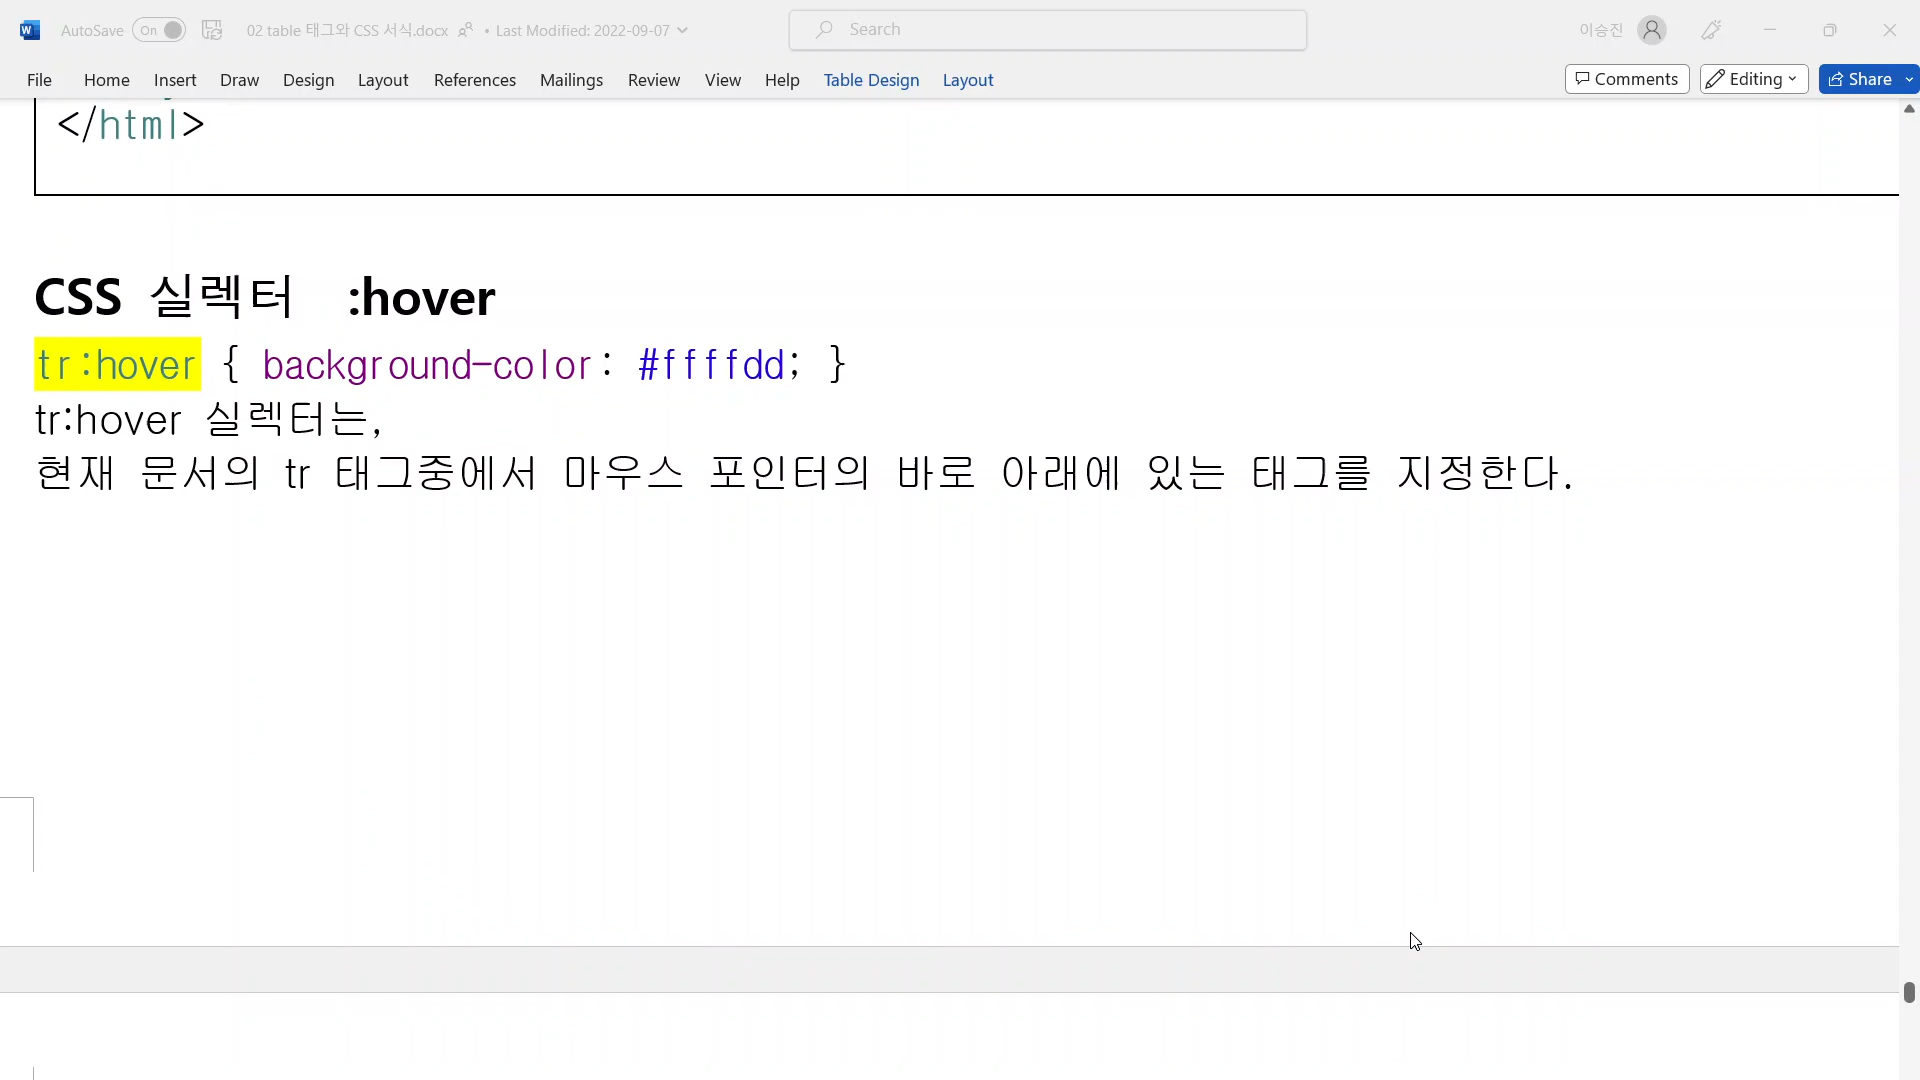 AutoSave On 02 table 태그와 CSS 서식.docx • Last Modified: 2022-09-07 Search 이승진
File Home Insert Draw Design Layout References Mailings Review View Help Table Design Layout Comments Editing Share
</html>
CSS 실렉터 :hover
tr:hover { background-color: #ffffdd; }
tr:hover 실렉터는,
현재 문서의 tr 태그중에서 마우스 포인터의 바로 아래에 있는 태그를 지정한다.